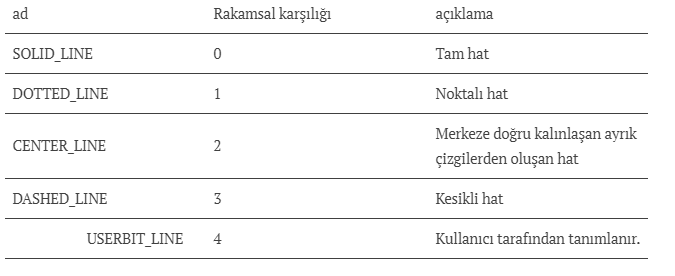 ad Rakamsal karşılığı açıklama
SOLID_LINE 0 Tam hat
DOTTED_LINE 1 Noktalı hat
CENTER_LINE 2 Merkeze doğru kalınlaşan ayrık
çizgilerden oluşan hat
DASHED_LINE 3 Kesikli hat
USERBIT_LINE 4 Kullanıcı tarafından tanımlanır.